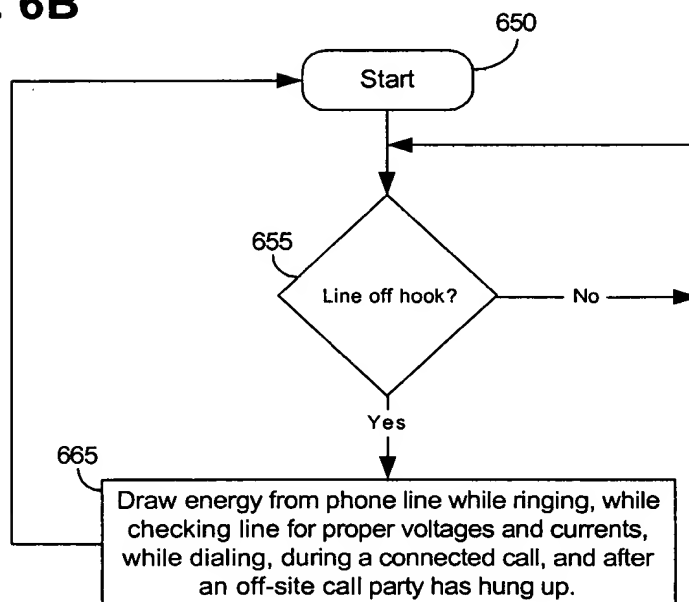 6B
650
Start
655
Line off hook?
No
Yes
665
Draw energy from phone line while ringing, while
checking line for proper voltages and currents,
while dialing, during a connected call, and after
an off-site call party has hung up.